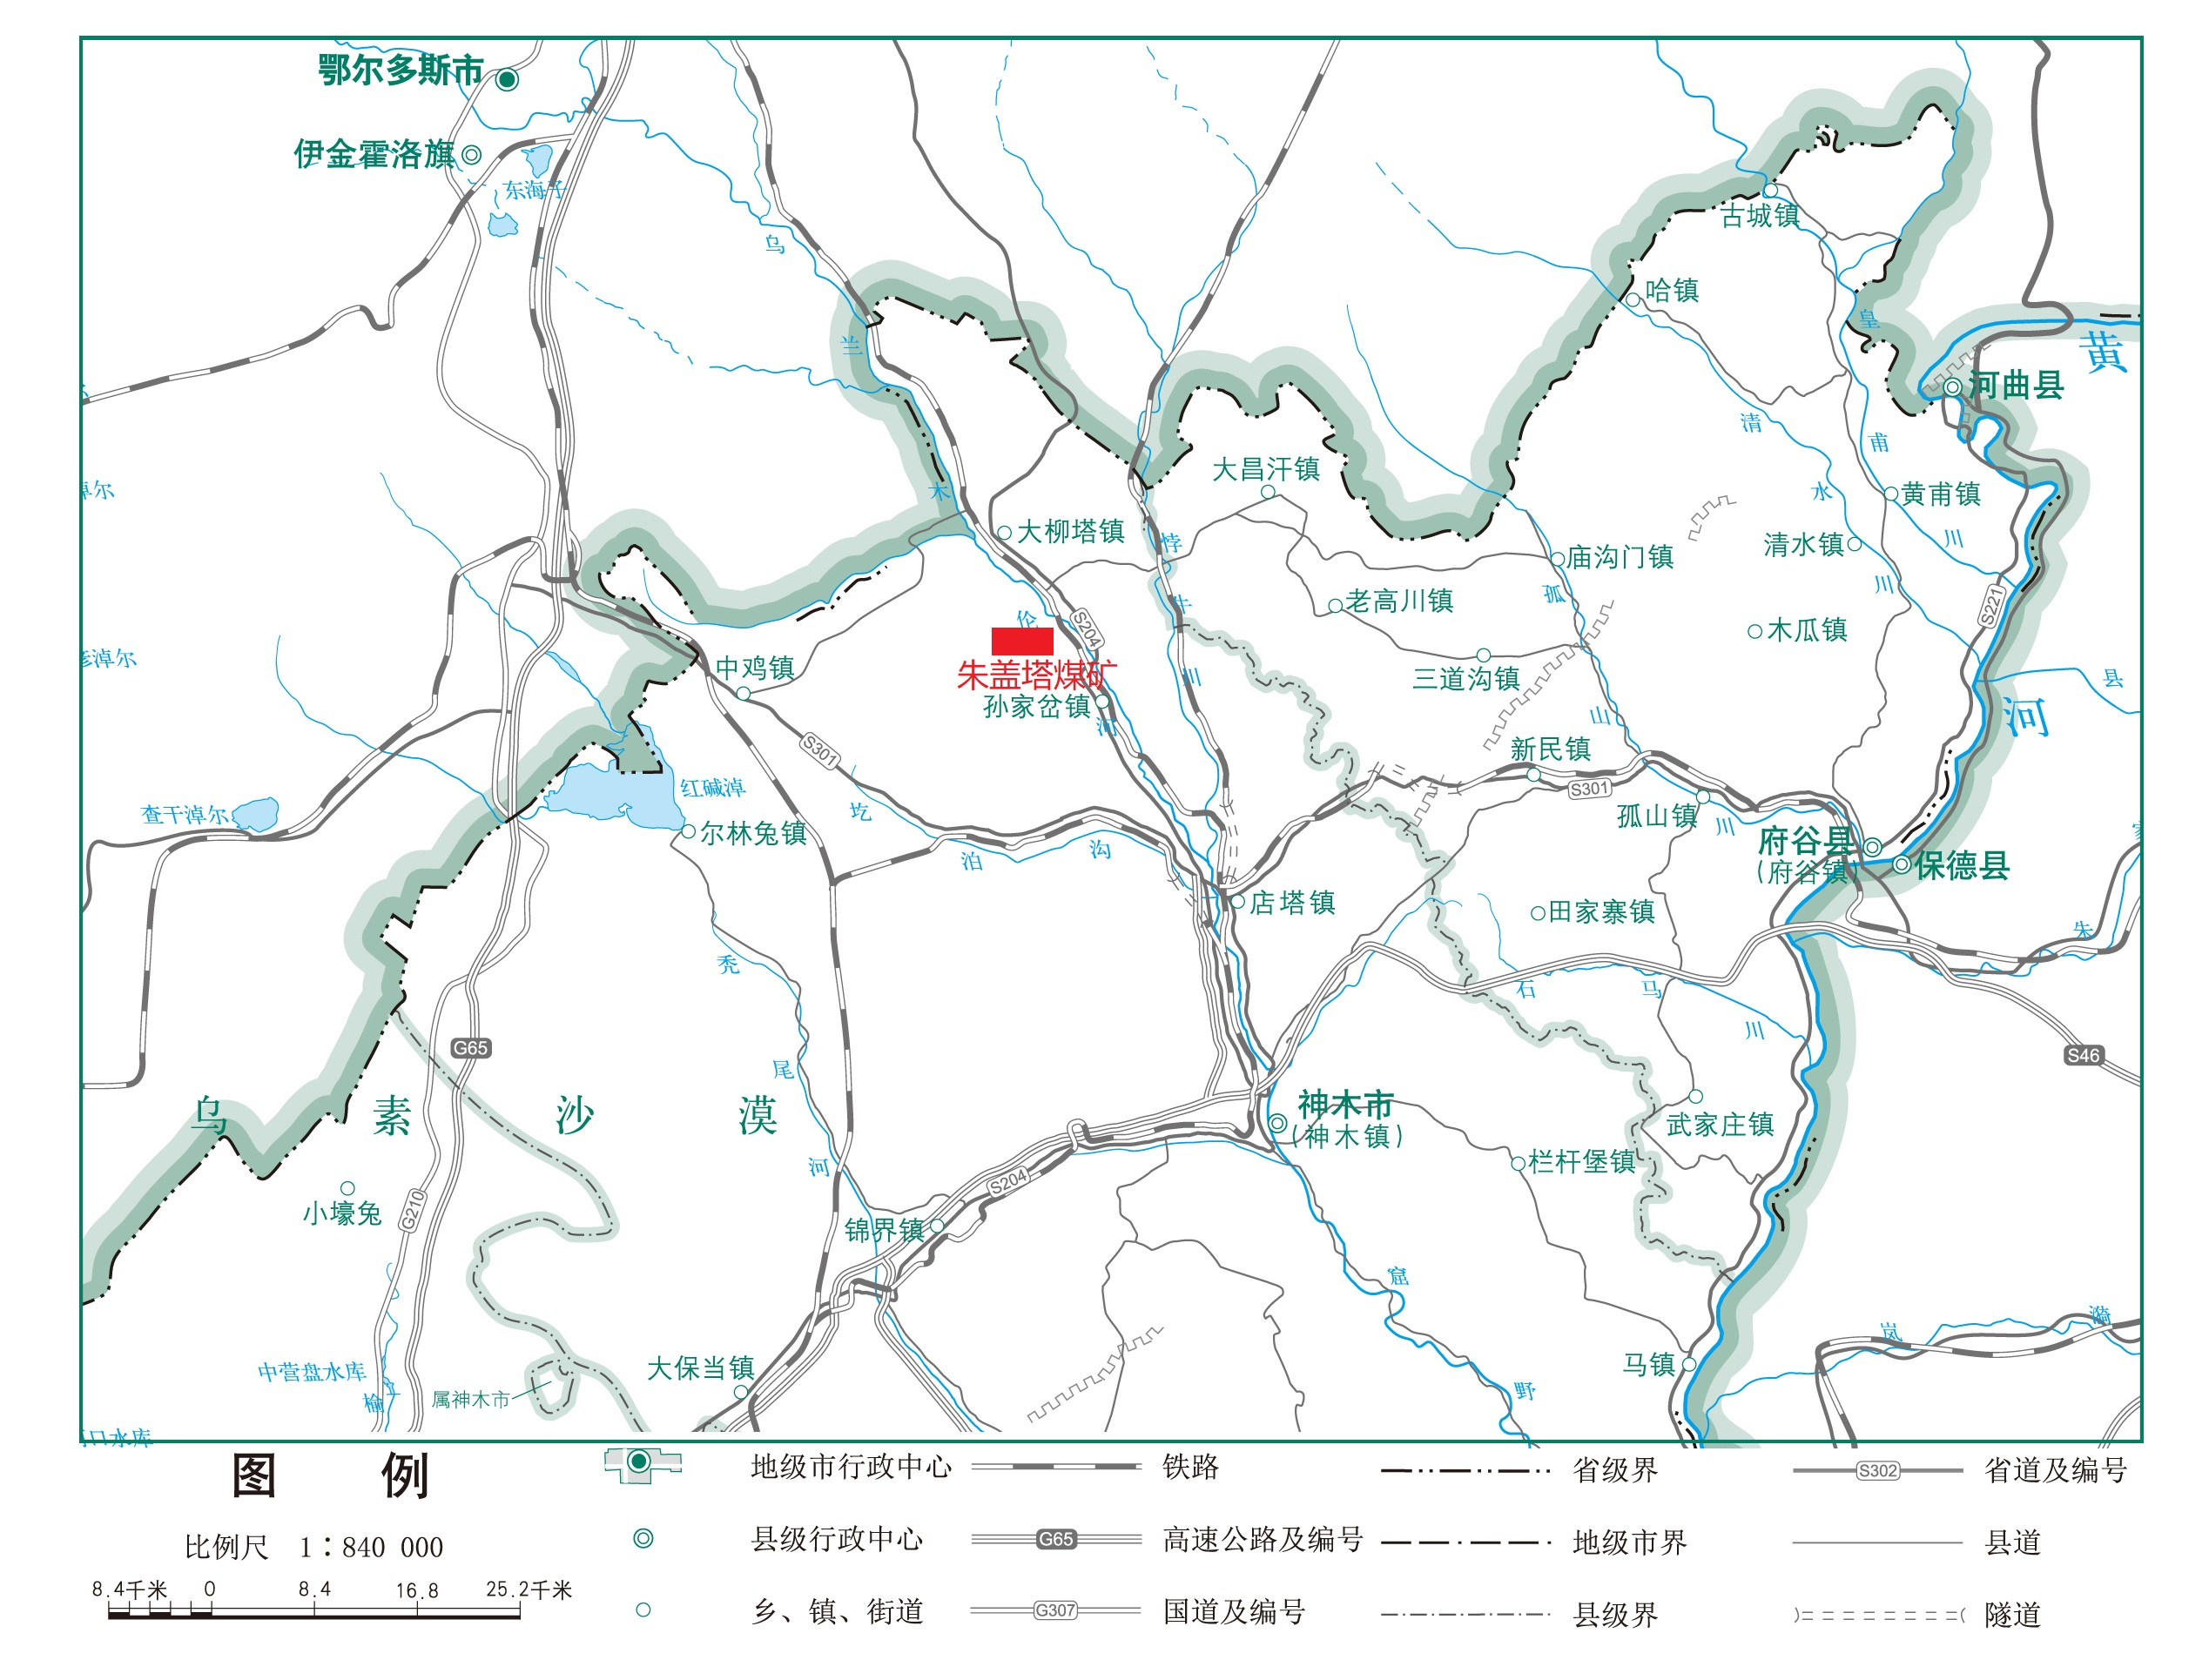 鄂尔多斯市
伊金霍洛旗
东海子
乌
古城镇
哈镇
兰
皇
黄
河曲县
清
甫
大昌汗镇
木
水
黄甫镇
大柳塔镇
悖
清水镇
川
庙沟门镇
孤
川
牛
老高川镇
伦
S204
S221
木瓜镇
淖尔
中鸡镇
朱盖塔煤矿
川
三道沟镇
县
孙家岔镇
河
山
河
S301
新民镇
红碱淖
S301
查干淖尔
圪
孤山镇
川
尔林兔镇
泊
沟
府谷县
(府谷镇)
保德县
店塔镇
田家寨镇
朱
秃
石
马
川
G65
S46
尾
乌
素
沙
漠
神木市
(神木镇)
武家庄镇
河
栏杆堡镇
小壕兔
G210
S204
锦界镇
窟
岚
漪
中营盘水库
大保当镇
马镇
属神木市
榆
野
口水库
图 例
比例尺 1：840 000
8.4千米 0 8.4 16.8 25.2千米
地级市行政中心
县级行政中心
乡、镇、街道
铁路
G65
高速公路及编号
G307
国道及编号
省级界
地级市界
县级界
S302
省道及编号
县道
隧道